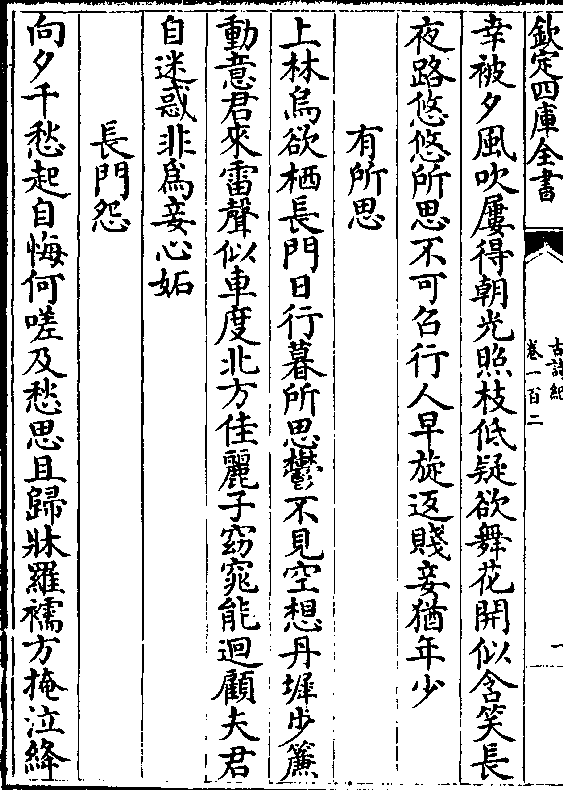 欽定四庫全書
古詩紀
卷一百二
幸被夕風吹屢得朝光照枝低疑欲舞花開似含笑長
夜路悠悠所思不可召行人早旋返賤妾猶年少
有所思
上林烏欲栖長門日行暮所思鬱不見空想丹墀步簾
動意君來雷聲似車度北方佳麗子窈窕能迴顧夫君
自迷惑非爲妾心妬
長門怨
向夕千愁起自悔何嗟及愁思且歸牀羅襦方掩泣絳